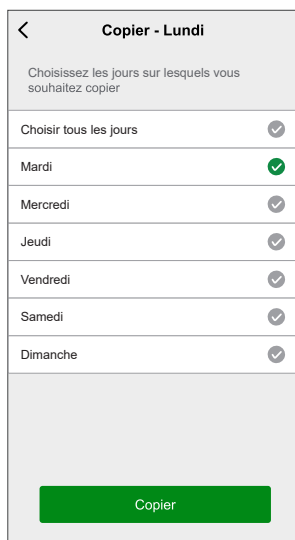 Copier - Lundi
Choisissez les jours sur lesquels vous
souhaitez copier
Choisir tous les jours
Mardi
Mercredi
Jeudi
Vendredi
Samedi
Dimanche
Copier